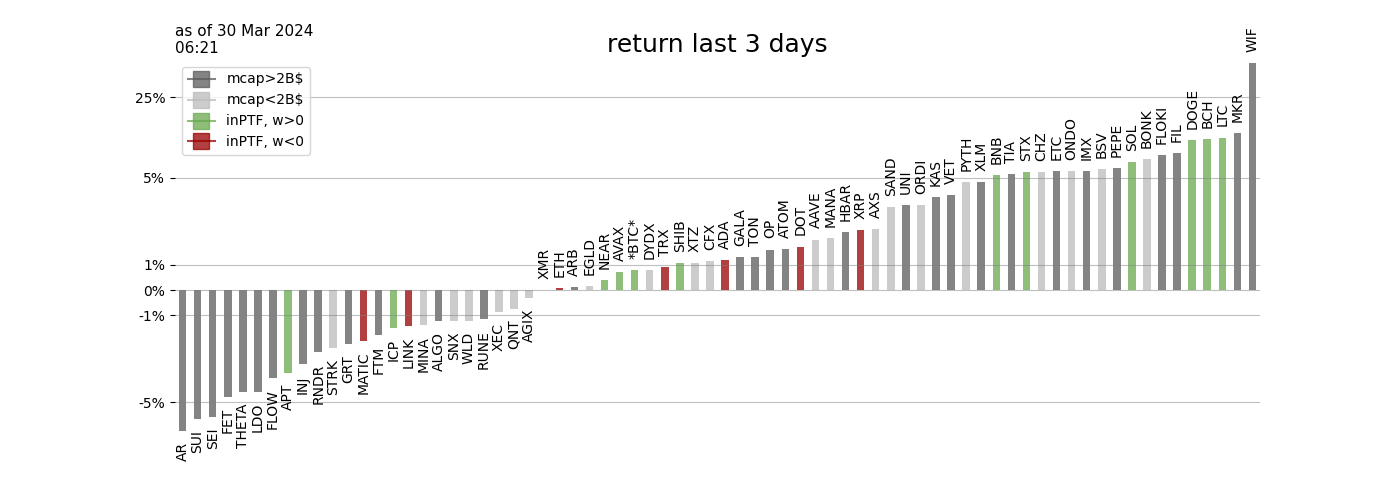 as of 30 Mar 2024
06:21
return last 3 days
mcap>2B$
mcap<2B$
inPTF, w>0
inPTF, w<0
25%
5%
1%
0%
-1%
-5%
AR
SUI
SEI
FET
THETA
LDO
FLOW
APT
INJ
RNDR
STRK
GRT
MATIC
FTM
ICP
LINK
MINA
ALGO
SNX
WLD
RUNE
XEC
QNT
AGIX
XMR
ETH
ARB
EGLD
NEAR
AVAX
*BTC*
DYDX
TRX
SHIB
XTZ
CFX
ADA
GALA
TON
OP
ATOM
DOT
AAVE
MANA
HBAR
XRP
AXS
SAND
UNI
ORDI
KAS
VET
PYTH
XLM
BNB
TIA
STX
CHZ
ETC
ONDO
IMX
BSV
PEPE
SOL
BONK
FLOKI
FIL
DOGE
BCH
LTC
MKR
WIF